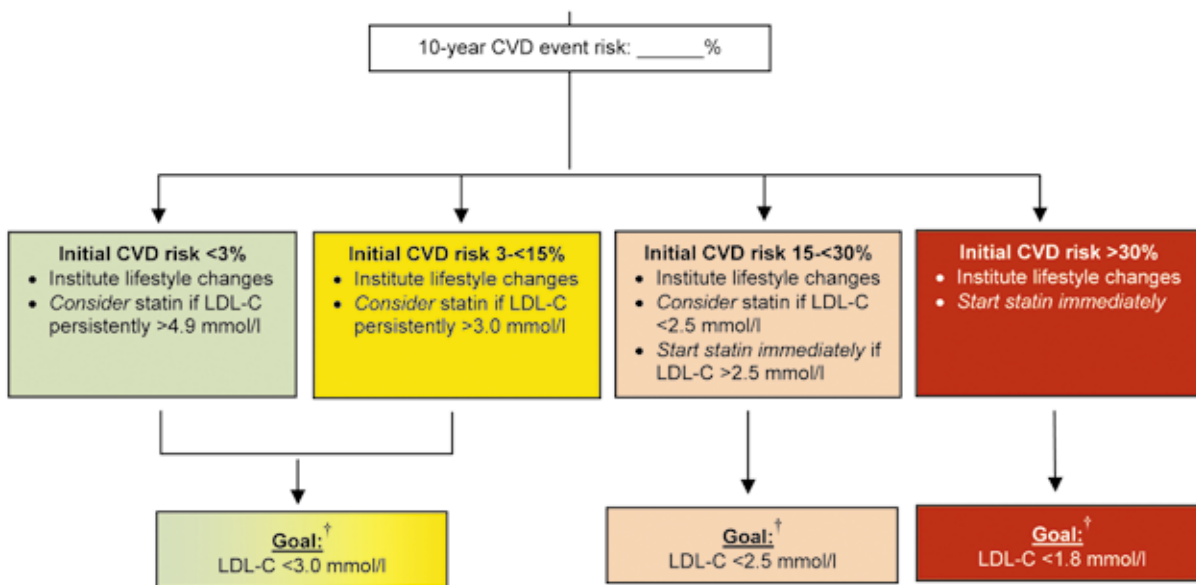 10-year CVD event risk: ______%
Initial CVD risk <3%
• Institute lifestyle changes
• Consider statin if LDL-C
persistently >4.9 mmol/l
Initial CVD risk 3-<15%
• Institute lifestyle changes
• Consider statin if LDL-C
persistently >3.0 mmol/l
Initial CVD risk 15-<30%
• Institute lifestyle changes
• Consider statin if LDL-C
<2.5 mmol/l
• Start statin immediately if
LDL-C >2.5 mmol/l
Initial CVD risk >30%
• Institute lifestyle changes
• Start statin immediately
Goal:†
LDL-C <3.0 mmol/l
Goal:†
LDL-C <2.5 mmol/l
Goal:†
LDL-C <1.8 mmol/l